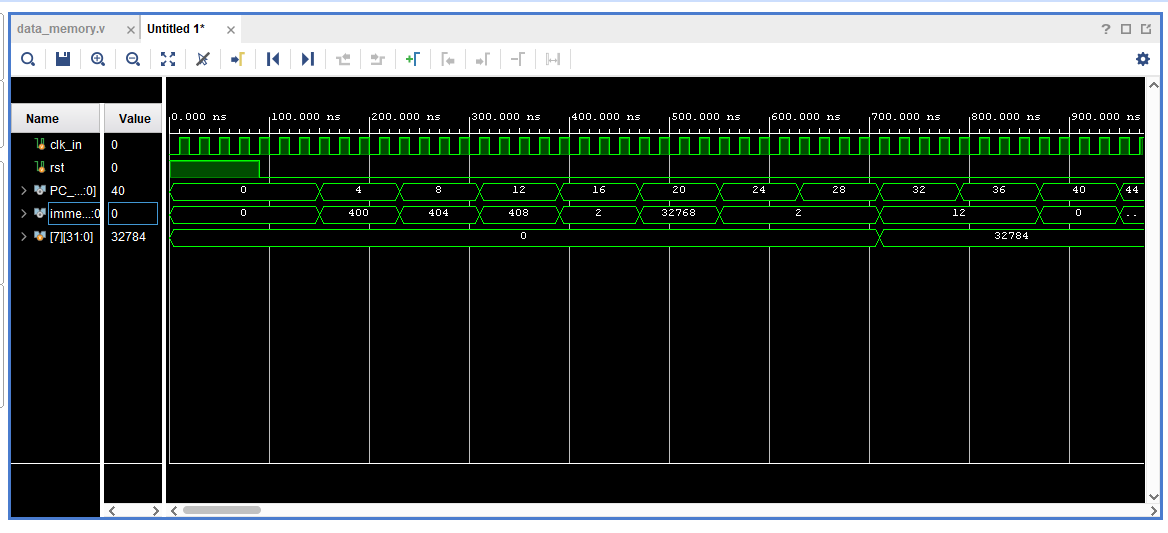 data_memory.v × Untitled 1* ×
Name Value
0.000 ns 100.000 ns 200.000 ns 300.000 ns 400.000 ns 500.000 ns 600.000 ns 700.000 ns 800.000 ns 900.000 ns
clk_in 0
rst 0
PC_...:0] 40 0 4 8 12 16 20 24 28 32 36 40 44
imme...:0 0 0 400 404 408 2 32768 2 12 0 ..
[7][31:0] 32784 0 32784